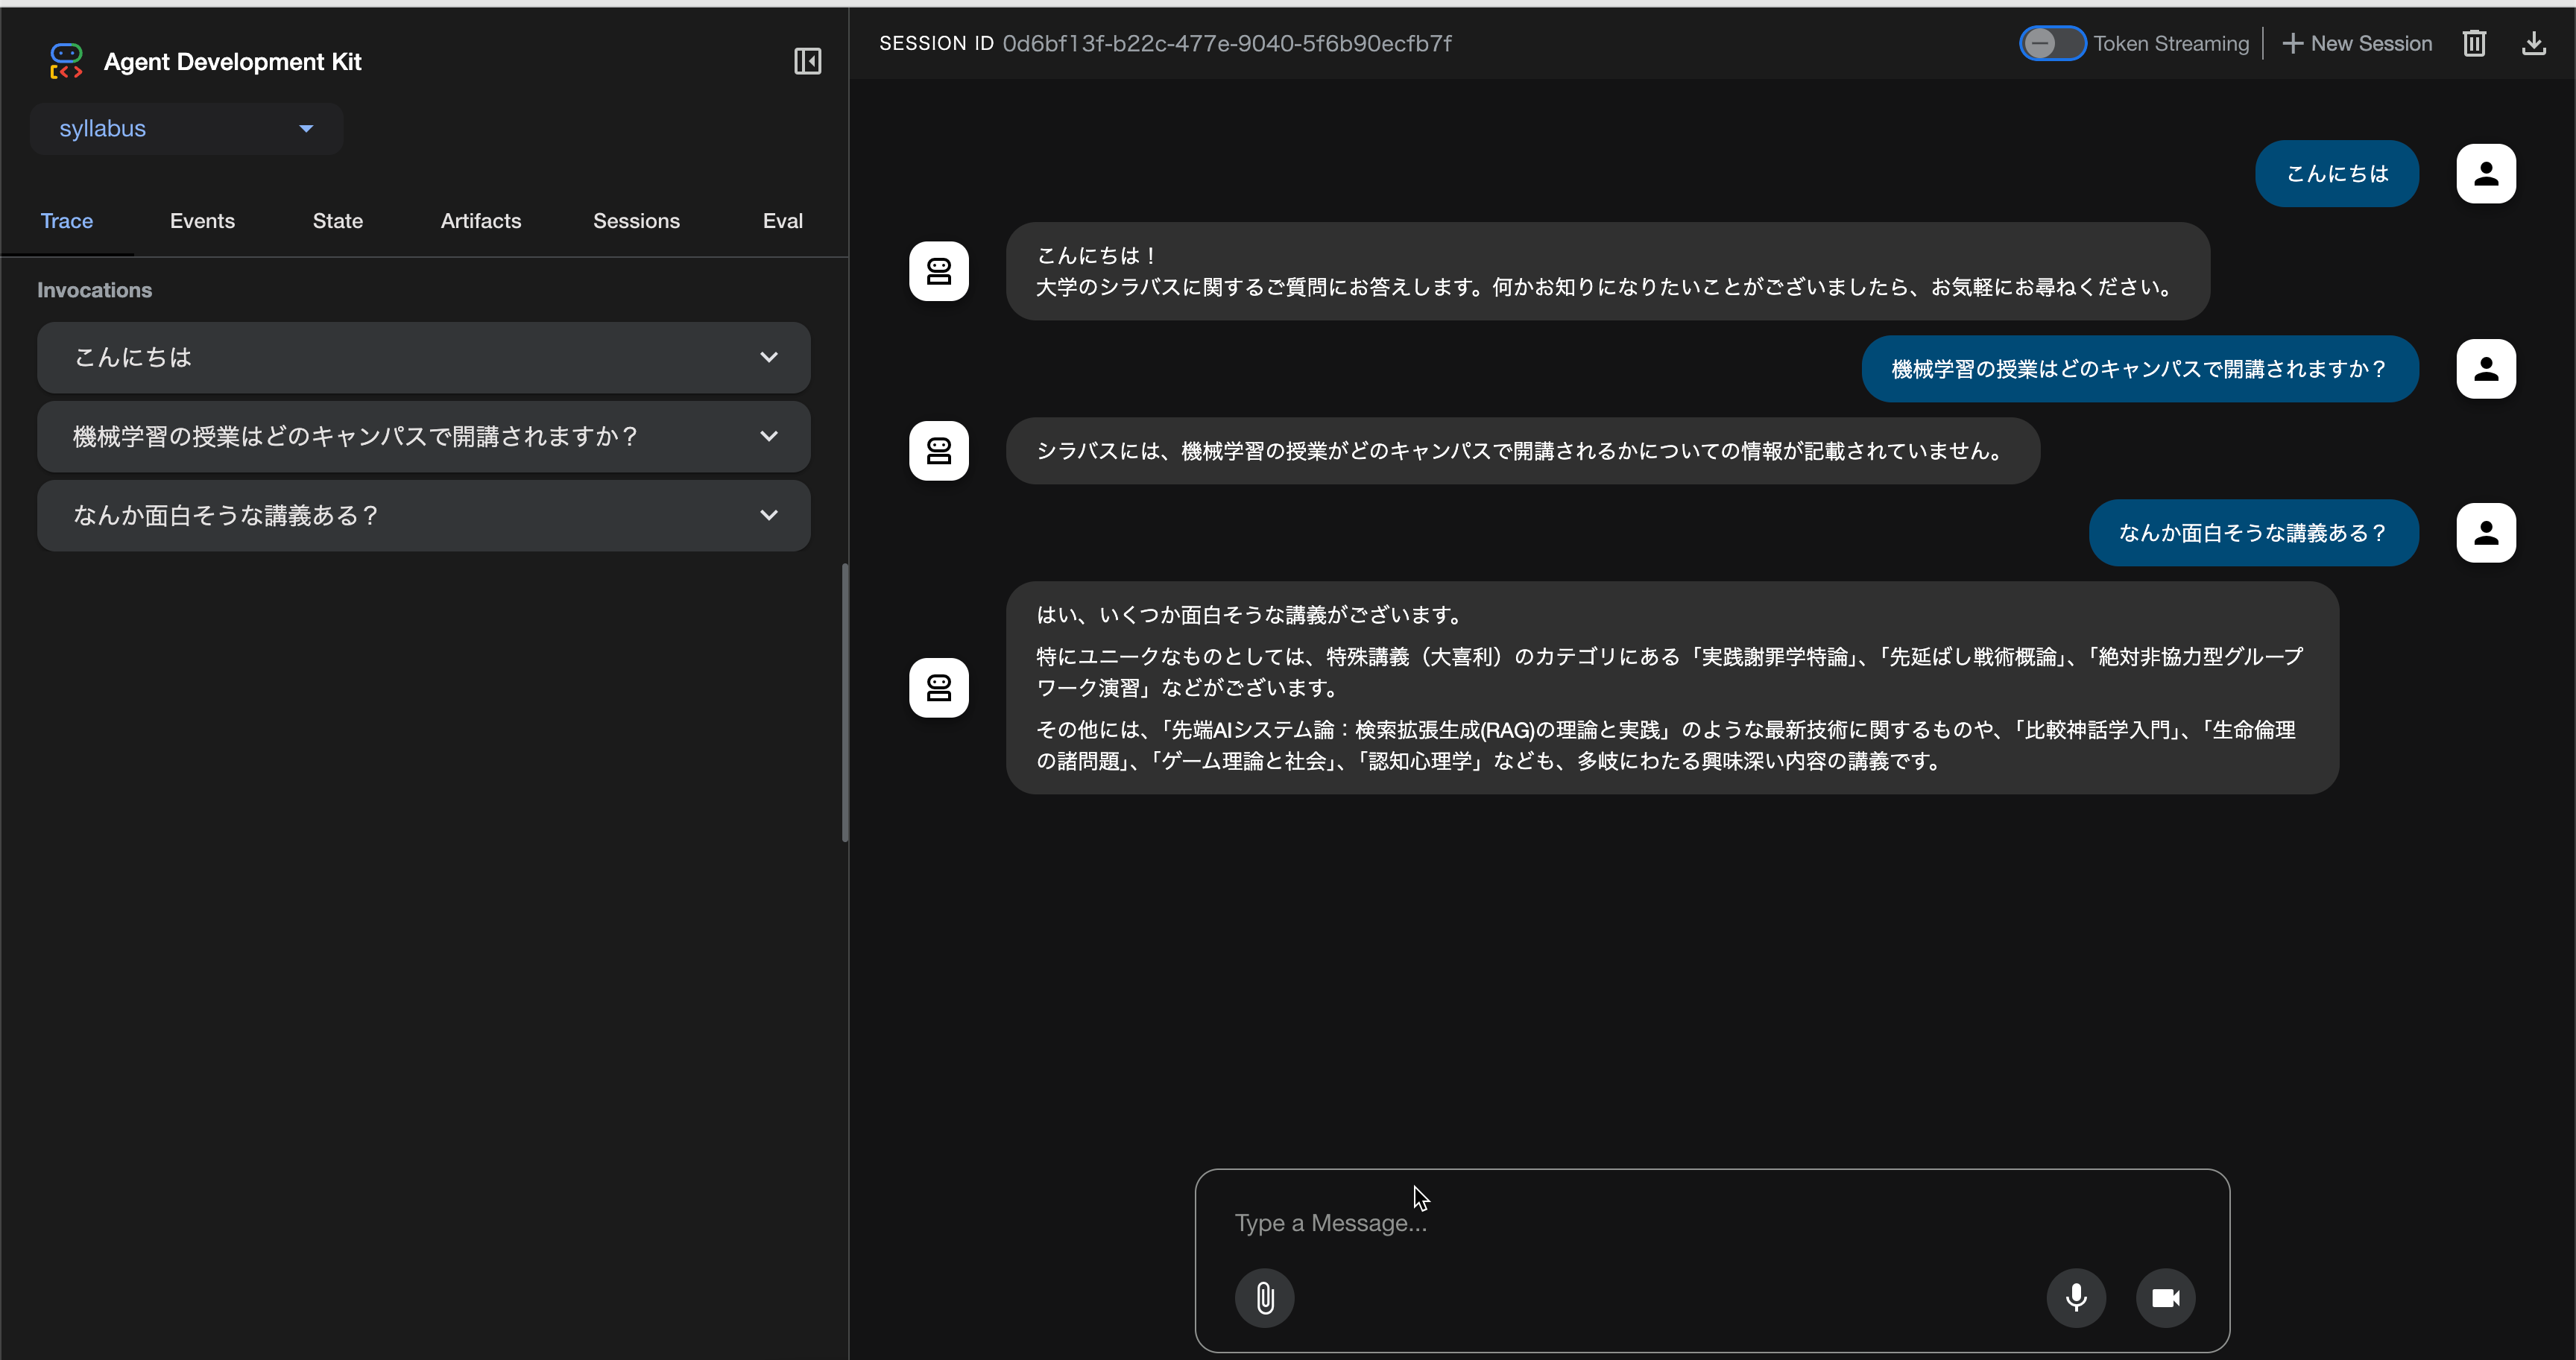 Agent Development Kit
syllabus
Trace Events State Artifacts Sessions Eval
Invocations
こんにちは
機械学習の授業はどのキャンパスで開講されますか？
なんか面白そうな講義ある？
SESSION ID 0d6bf13f-b22c-477e-9040-5f6b90ecfb7f
Token Streaming
New Session
こんにちは
こんにちは！
大学のシラバスに関するご質問にお答えします。何かお知りになりたいことがございましたら、お気軽にお尋ねください。
機械学習の授業はどのキャンパスで開講されますか？
シラバスには、機械学習の授業がどのキャンパスで開講されるかについての情報が記載されていません。
なんか面白そうな講義ある？
はい、いくつか面白そうな講義がございます。
特にユニークなものとしては、特殊講義（大喜利）のカテゴリにある「実践謝罪学特論」、「先延ばし戦術概論」、「絶対非協力型グループ
ワーク演習」などがございます。
その他には、「先端AIシステム論：検索拡張生成(RAG)の理論と実践」のような最新技術に関するものや、「比較神話学入門」、「生命倫理
の諸問題」、「ゲーム理論と社会」、「認知心理学」なども、多岐にわたる興味深い内容の講義です。
Type a Message...